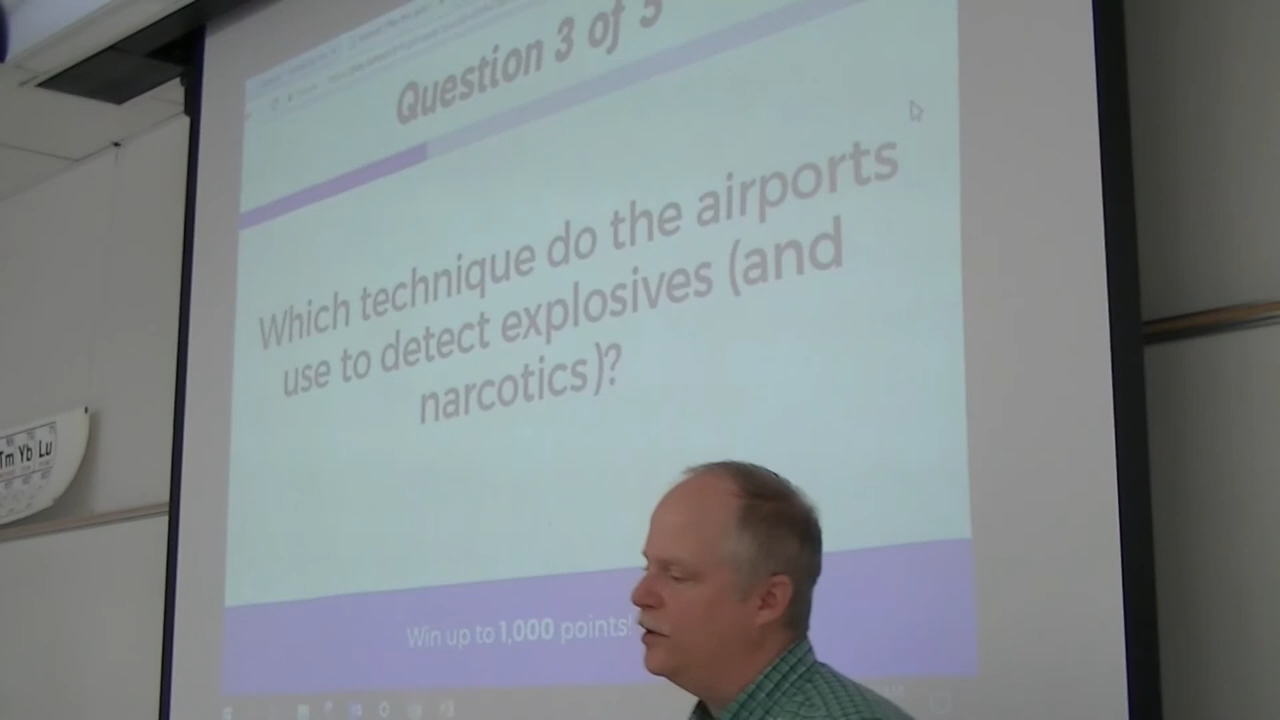 Question 3 of 5
Which technique do the airports
use to detect explosives (and
narcotics)?
Tm Yb Lu
Win up to 1,000 points!